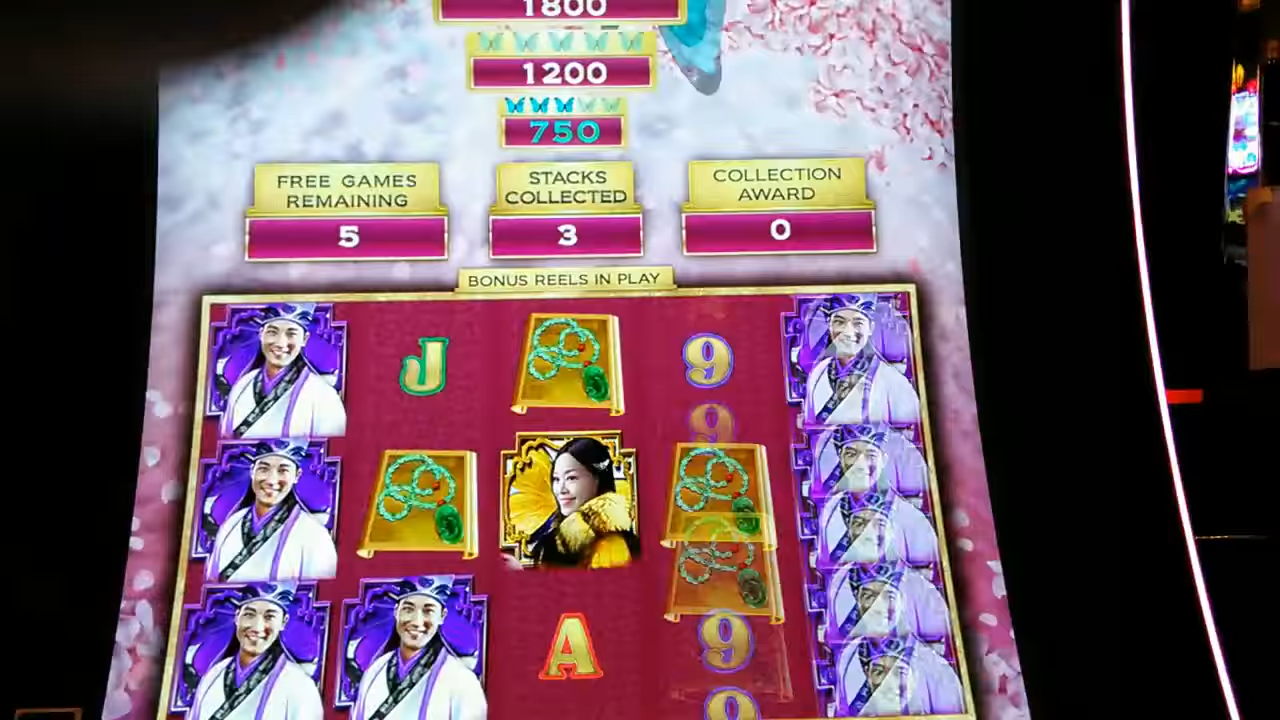 1800
1200
750
FREE GAMES
REMAINING
5
STACKS
COLLECTED
3
COLLECTION
AWARD
0
BONUS REELS IN PLAY
J
9
9
A
9
9